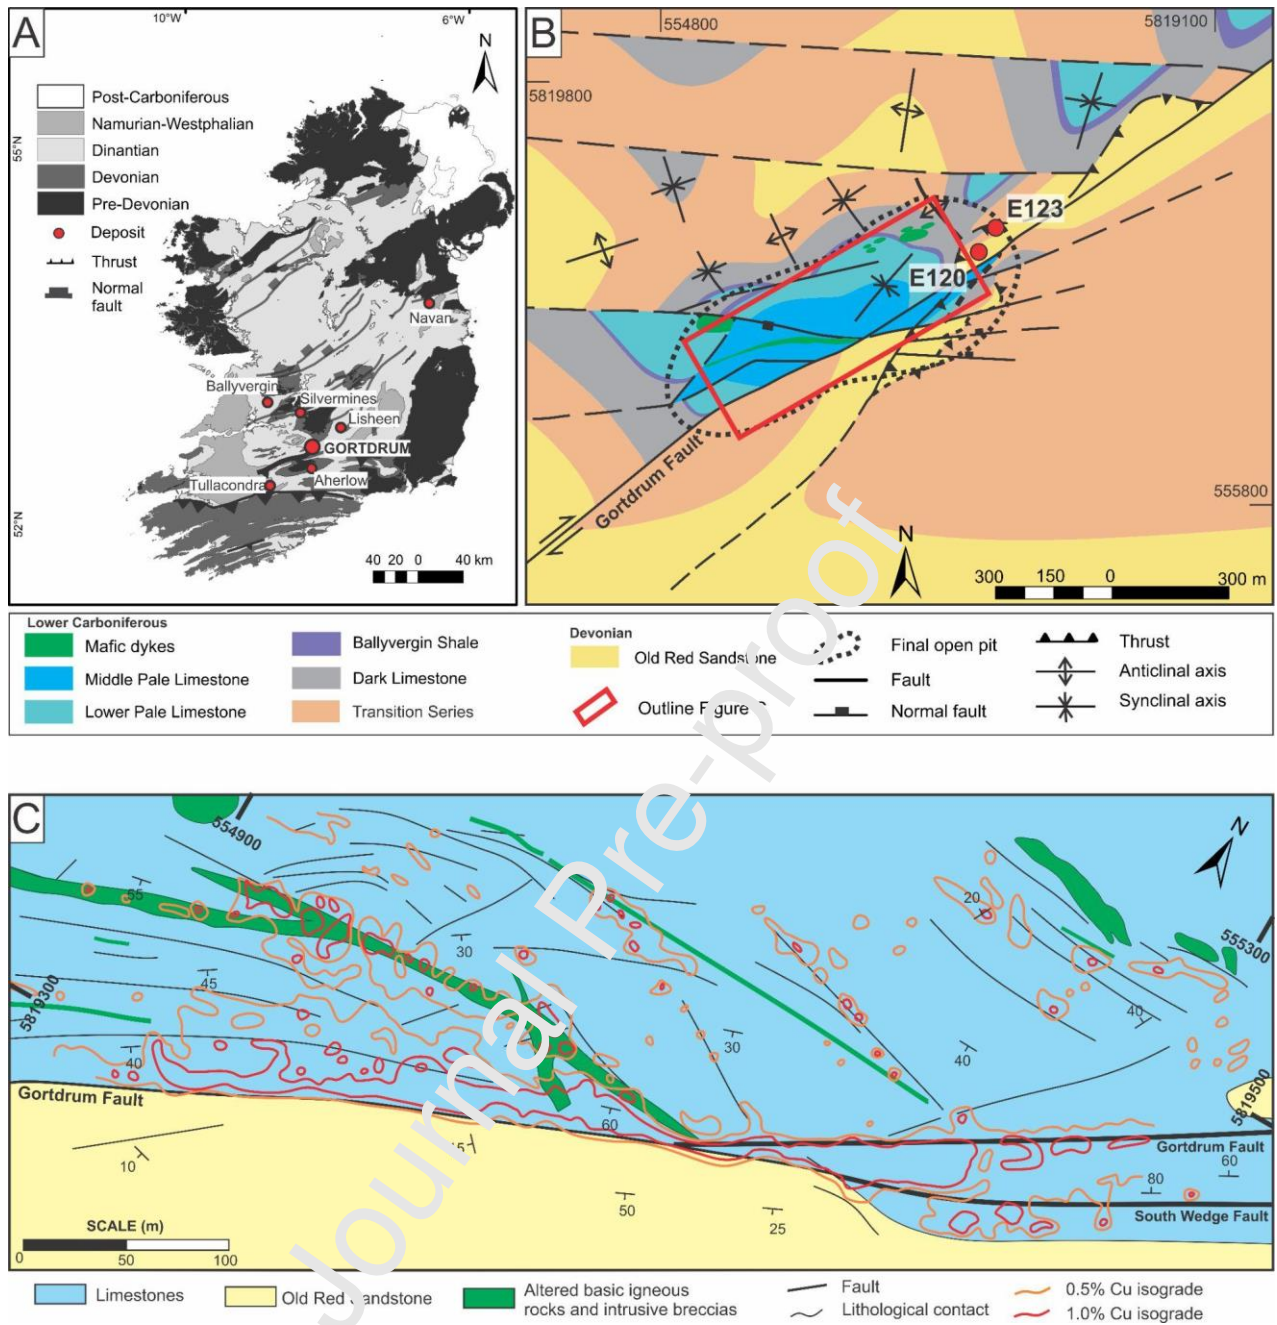 A
10°W
6°W
N
55°N
52°N
Post-Carboniferous
Namurian-Westphalian
Dinantian
Devonian
Pre-Devonian
Deposit
Thrust
Normal
fault
Navan
Ballyvergin
Silvermines
Lisheen
GORTDRUM
Aherlow
Tullacondra
40 20 0 40 km
B
554800
5819100
5819800
E123
E120
Gortdrum Fault
555800
N
300 150 0 300 m
Lower Carboniferous
Mafic dykes
Middle Pale Limestone
Lower Pale Limestone
Ballyvergin Shale
Dark Limestone
Transition Series
Devonian
Old Red Sandstone
Outline Figure
Final open pit
Fault
Normal fault
Thrust
Anticlinal axis
Synclinal axis
Journal Pre-proof
C
554900
N
55
30
45
20
555300
5819300
40
30
40
40
Gortdrum Fault
60
5819500
10
Gortdrum Fault
60
80
50
25
South Wedge Fault
SCALE (m)
0 50 100
Limestones
Old Red Sandstone
Altered basic igneous
rocks and intrusive breccias
Fault
Lithological contact
0.5% Cu isograde
1.0% Cu isograde